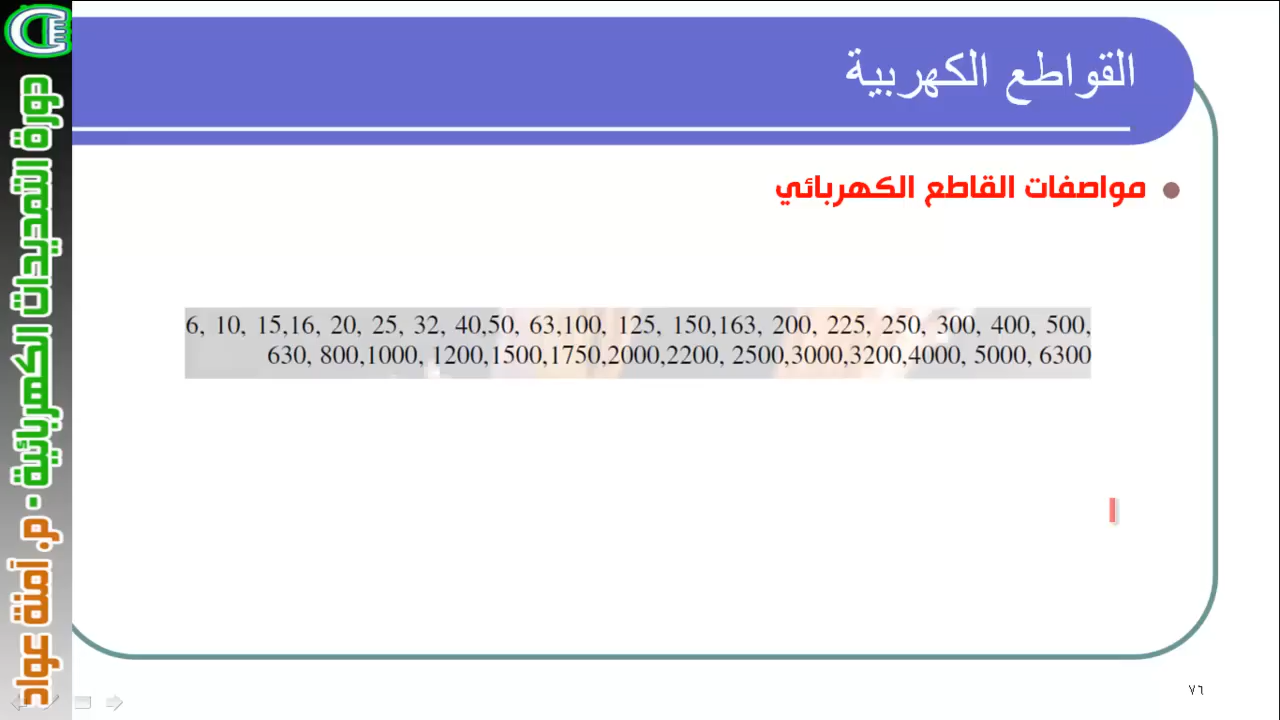 القواطع الكهربية
مواصفات القاطع الكهربائي
6, 10, 15,16, 20, 25, 32, 40,50, 63,100, 125, 150,163, 200, 225, 250, 300, 400, 500,
630, 800,1000, 1200,1500,1750,2000,2200, 2500,3000,3200,4000, 5000, 6300
ا
٧٦
دورة التمديدات الكهربائية - م. آمنة عواد
CE